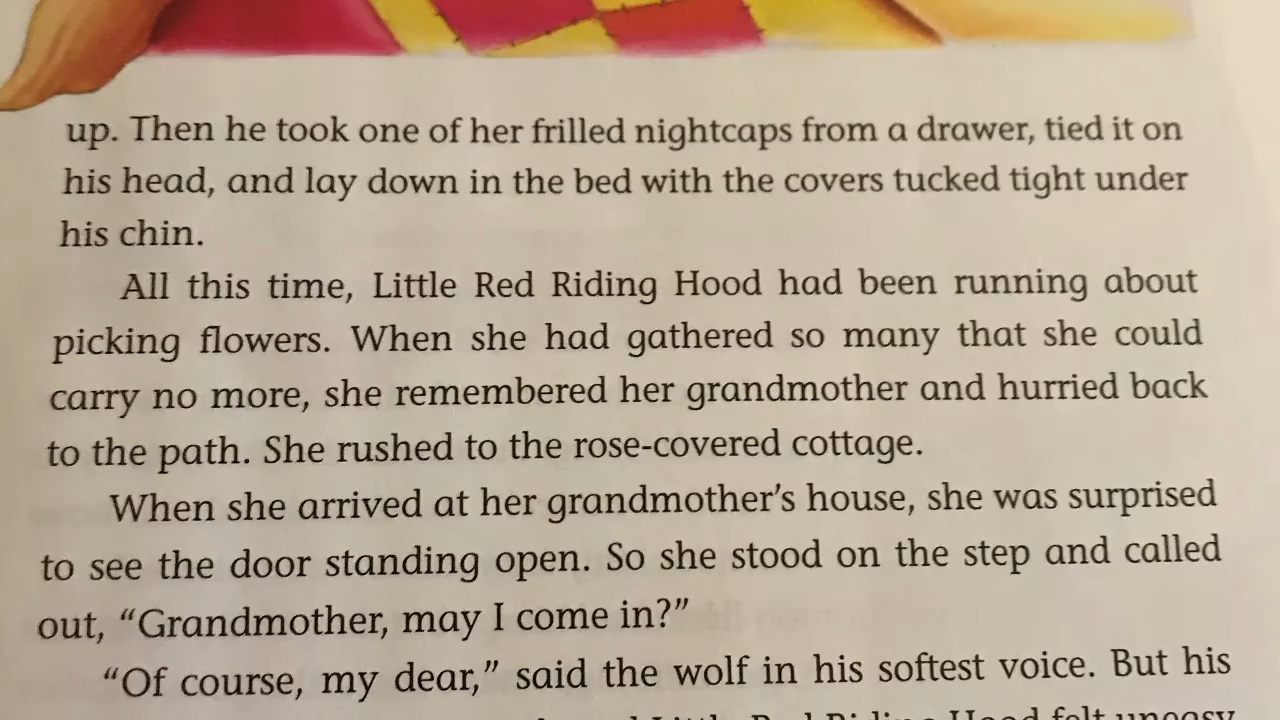 up. Then he took one of her frilled nightcaps from a drawer, tied it on
his head, and lay down in the bed with the covers tucked tight under
his chin.
All this time, Little Red Riding Hood had been running about
picking flowers. When she had gathered so many that she could
carry no more, she remembered her grandmother and hurried back
to the path. She rushed to the rose-covered cottage.
When she arrived at her grandmother’s house, she was surprised
to see the door standing open. So she stood on the step and called
out, “Grandmother, may I come in?”
“Of course, my dear,” said the wolf in his softest voice. But his
Little Red Riding Hood felt uneasy